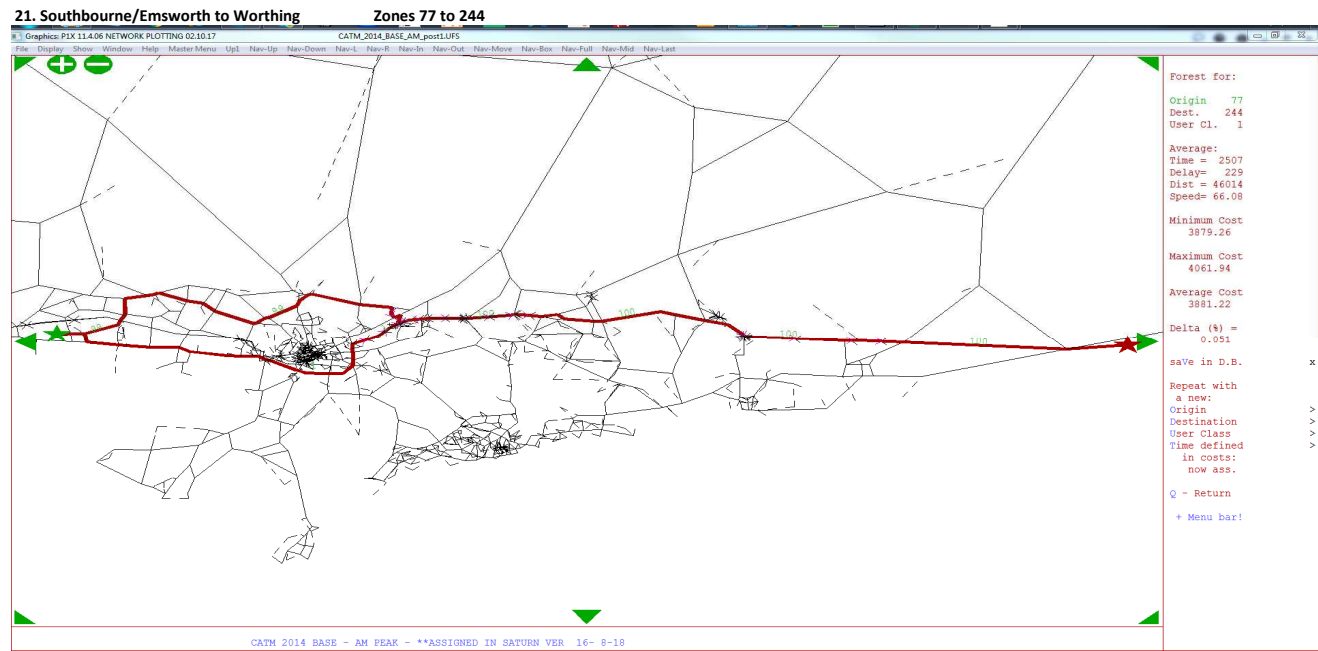 21. Southbourne/Emsworth to Worthing Zones 77 to 244
Graphics: P1X 11.4.06 NETWORK PLOTTING 02.10.17 CATM_2014_BASE_AM_post1.UFS
File Display Show Window Help Master Menu Up1 Nav-Up Nav-Down Nav-L Nav-R Nav-In Nav-Out Nav-Move Nav-Box Nav-Full Nav-Mid Nav-Last
Forest for:
Origin 77
Dest. 244
User Cl. 1
Average:
Time = 2507
Delay= 229
Dist = 46014
Speed= 66.08
Minimum Cost
3879.26
Maximum Cost
4061.94
Average Cost
3881.22
Delta (%) =
0.051
saVe in D.B. x
Repeat with
a new:
Origin >
Destination >
User Class >
Time defined >
in costs:
now ass.
Q - Return
+ Menu bar!
99
100
100
100
CATM 2014 BASE - AM PEAK - **ASSIGNED IN SATURN VER 16- 8-18